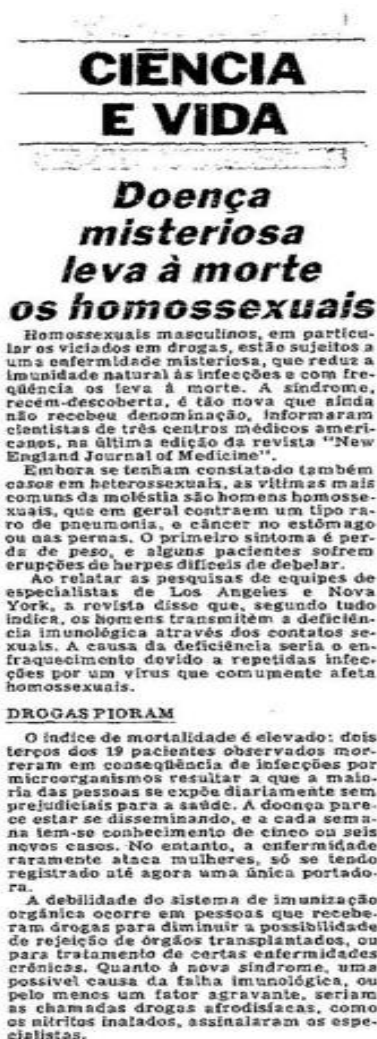 CIÊNCIA
E VIDA
Doença
misteriosa
leva à morte
os homossexuais
Homossexuais masculinos, em particu-
lar os viciados em drogas, estão sujeitos a
uma enfermidade misteriosa, que reduz a
imunidade natural às infecções e com fre-
qüência os leva à morte. A síndrome,
recém-descoberta, é tão nova que ainda
não recebeu denominação, informaram
cientistas de três centros médicos ameri-
canos, na última edição da revista "New
England Journal of Medicine".
Embora se tenham constatado também
casos em heterossexuais, as vítimas mais
comuns da moléstia são homens homosse-
xuais, que em geral contraem um tipo ra-
ro de pneumonia, e câncer no estômago
ou nas pernas. O primeiro sintoma é per-
da de peso, e alguns pacientes sofrem
erupções de herpes difíceis de debelar.
Ao relatar as pesquisas de equipes de
especialistas de Los Angeles e Nova
York, a revista disse que, segundo tudo
indica, os homens transmitem a deficiên-
cia imunológica através dos contatos se-
xuais. A causa da deficiência seria o en-
fraquecimento devido a repetidas infec-
ções por um vírus que comumente afeta
homossexuais.
DROGAS PIORAM
O índice de mortalidade é elevado: dois
terços dos 19 pacientes observados mor-
reram em conseqüência de infecções por
microorganismos resultar a que a maio-
ria das pessoas se expõe diariamente sem
prejudiciais para a saúde. A doença pare-
ce estar se disseminando, e a cada sema-
na tem-se conhecimento de cinco ou seis
novos casos. No entanto, a enfermidade
raramente ataca mulheres, só se tendo
registrado até agora uma única portado-
ra.
A debilidade do sistema de imunização
orgânica ocorre em pessoas que recebe-
ram drogas para diminuir a possibilidade
de rejeição de órgãos transplantados, ou
para tratamento de certas enfermidades
crônicas. Quanto à nova síndrome, uma
possível causa da falha imunológica, ou
pelo menos um fator agravante, seriam
as chamadas drogas afrodisíacas, como
os nitritos inalados, assinalaram os espe-
cialistas.